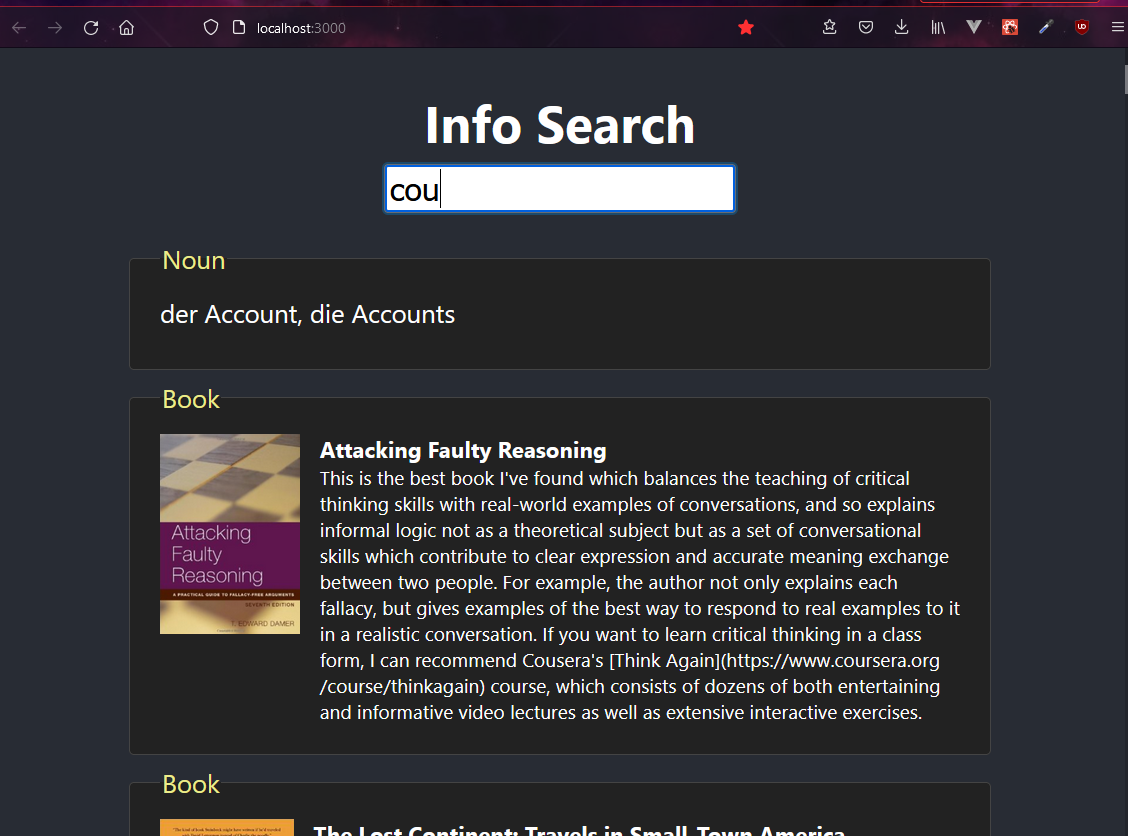 localhost:3000
Info Search
cou
Noun
der Account, die Accounts
Book
Attacking Faulty Reasoning
This is the best book I've found which balances the teaching of critical
thinking skills with real-world examples of conversations, and so explains
informal logic not as a theoretical subject but as a set of conversational
skills which contribute to clear expression and accurate meaning exchange
between two people. For example, the author not only explains each
fallacy, but gives examples of the best way to respond to real examples to it
in a realistic conversation. If you want to learn critical thinking in a class
form, I can recommend Cousera's [Think Again](https://www.coursera.org
/course/thinkagain) course, which consists of dozens of both entertaining
and informative video lectures as well as extensive interactive exercises.
Attacking
Faulty
Reasoning
A PRACTICAL GUIDE TO FALLACY-FREE ARGUMENTS
SEVENTH EDITION
T. EDWARD DAMER
Book
The Lost Continent: Travels in Small-Town America